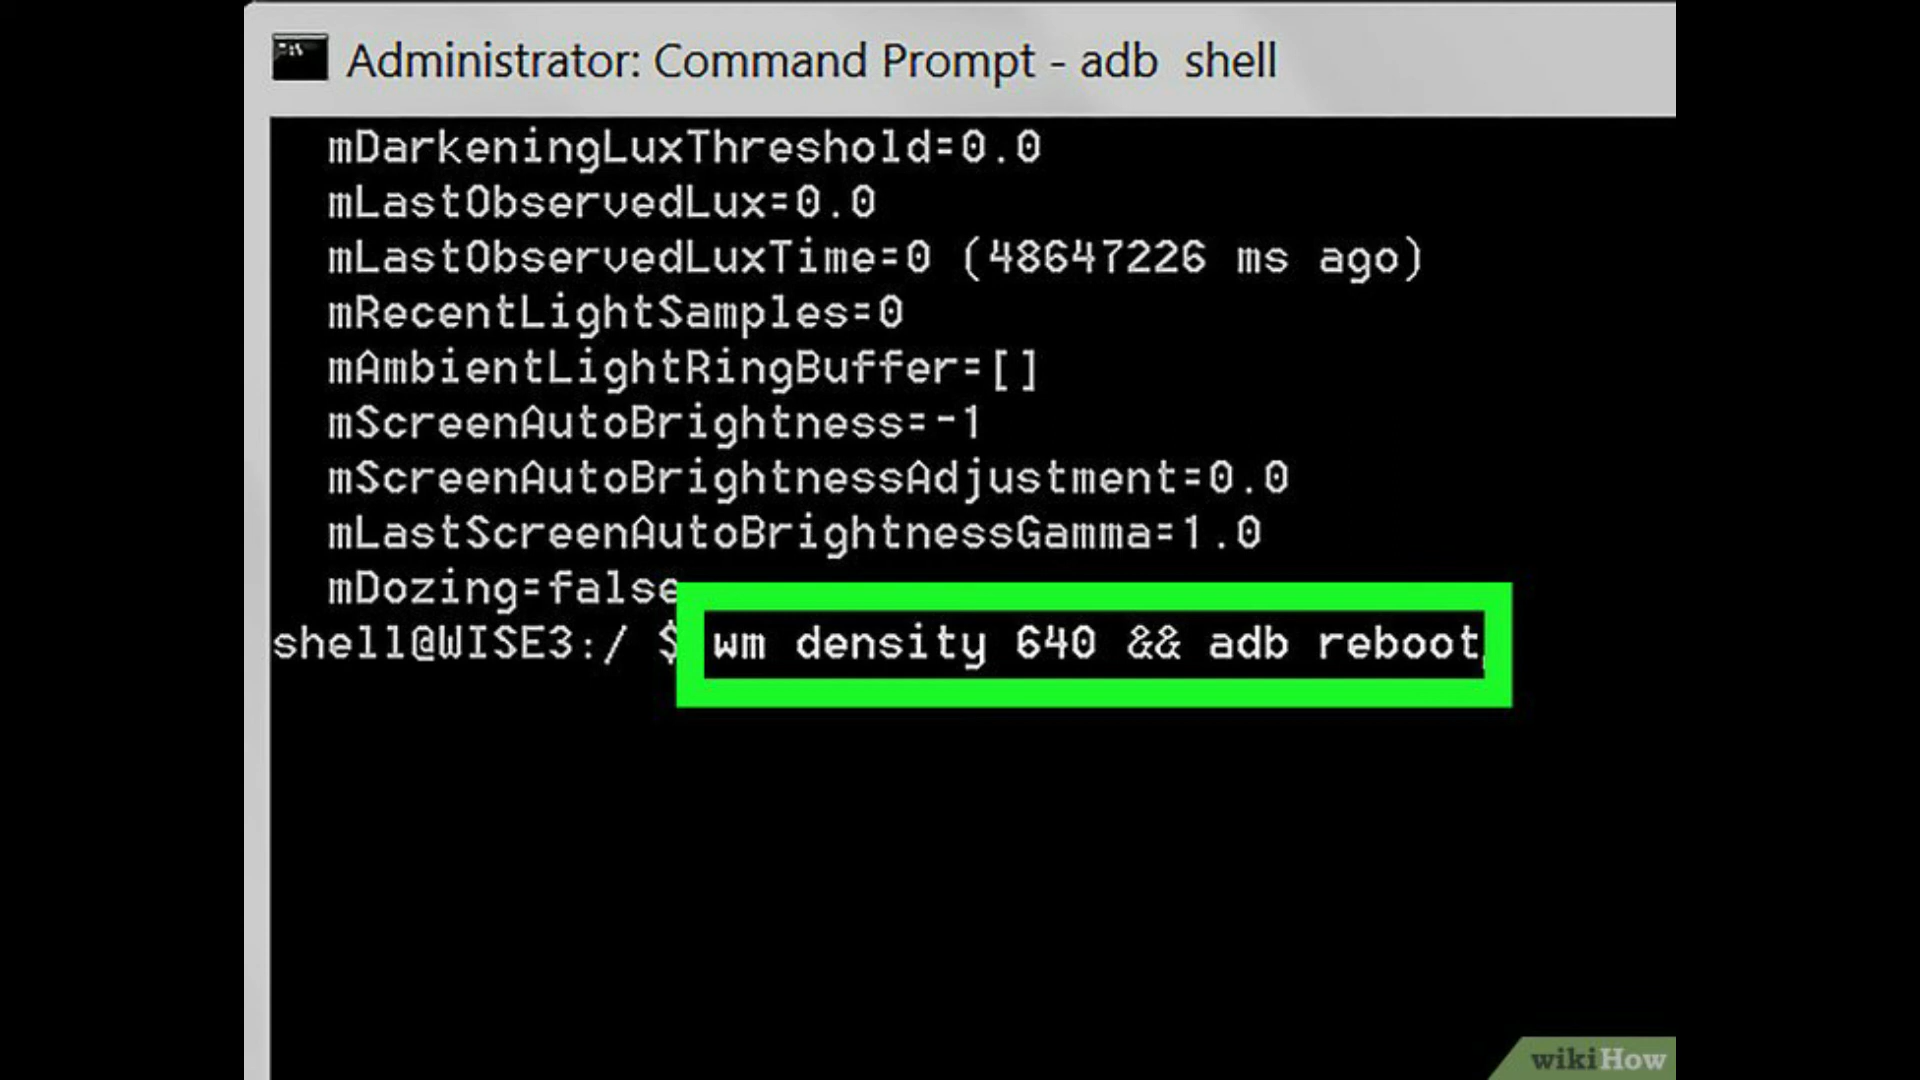 Administrator: Command Prompt - adb shell
mDarkeningLuxThreshold=0.0
mLastObservedLux=0.0
mLastObservedLuxTime=0 (48647226 ms ago)
mRecentLightSamples=0
mAmbientLightRingBuffer=[]
mScreenAutoBrightness=-1
mScreenAutoBrightnessAdjustment=0.0
mLastScreenAutoBrightnessGamma=1.0
mDozing=false
shell@WISE3:/ $ wm density 640 && adb reboot
wikiHow